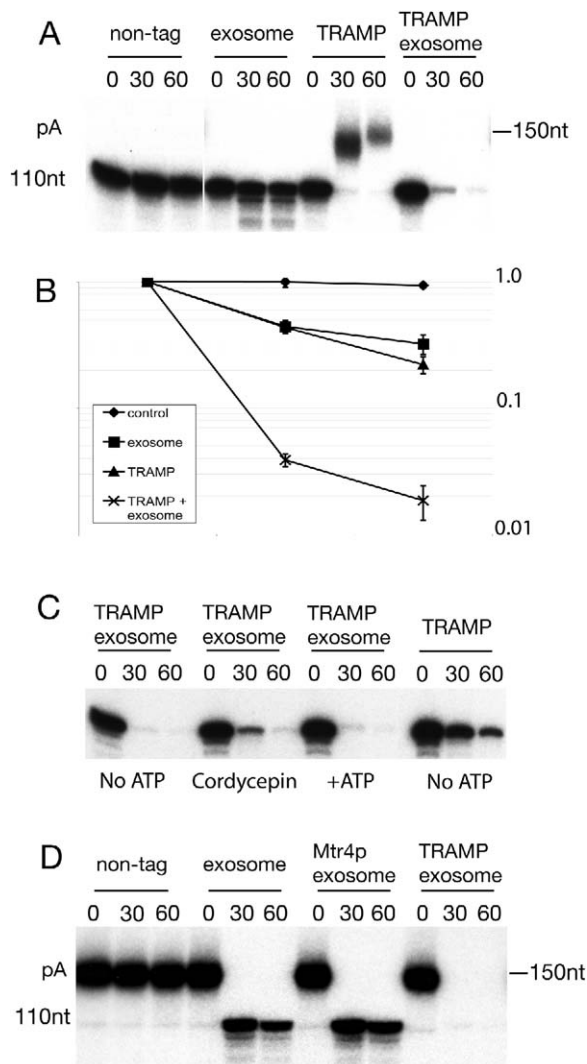 A
non-tag exosome TRAMP TRAMP exosome
0 30 60 0 30 60 0 30 60 0 30 60
pA
—150nt
110nt
B
1.0
0.1
0.01
control
exosome
TRAMP
TRAMP +
exosome
C
TRAMP exosome TRAMP exosome TRAMP exosome TRAMP
0 30 60 0 30 60 0 30 60 0 30 60
No ATP Cordycepin +ATP No ATP
D
non-tag exosome Mtr4p exosome TRAMP exosome
0 30 60 0 30 60 0 30 60 0 30 60
pA
—150nt
110nt